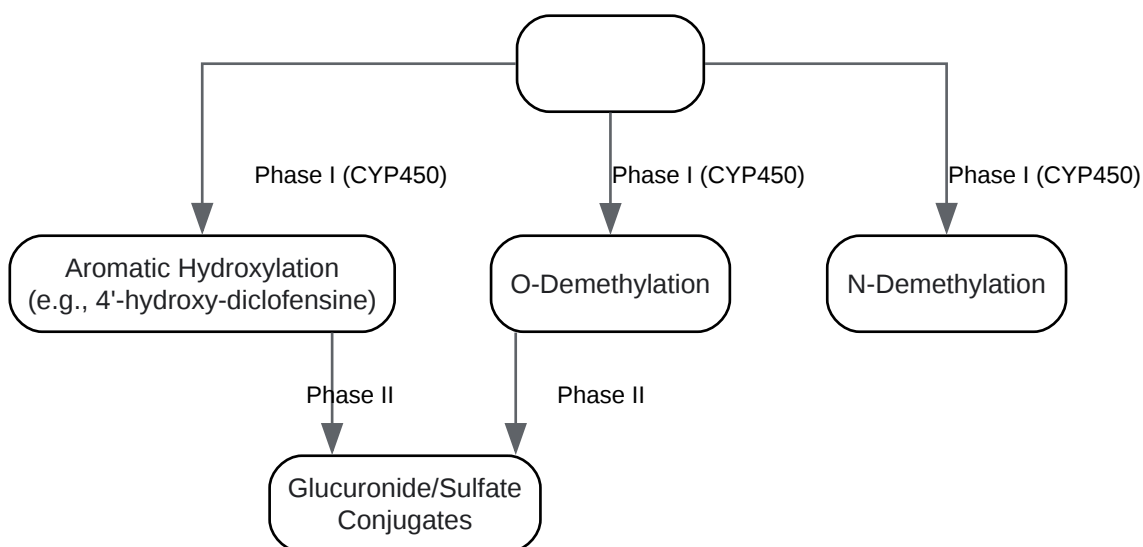 Phase I (CYP450)
Phase I (CYP450)
Phase I (CYP450)
Aromatic Hydroxylation
(e.g., 4'-hydroxy-diclofensine)
O-Demethylation
N-Demethylation
Phase II
Phase II
Glucuronide/Sulfate
Conjugates